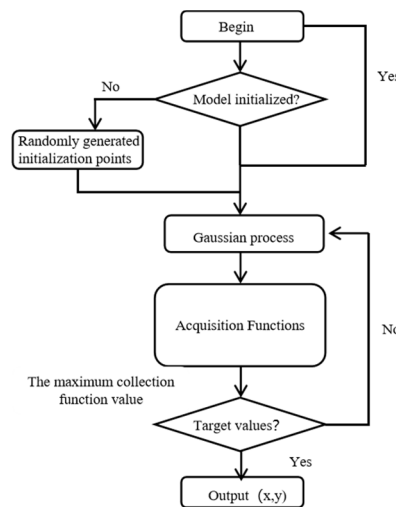 Begin
No
Yes
Model initialized?
Randomly generated
initialization points
Gaussian process
Acquisition Functions
No
The maximum collection
function value
Target values?
Yes
Output (x,y)